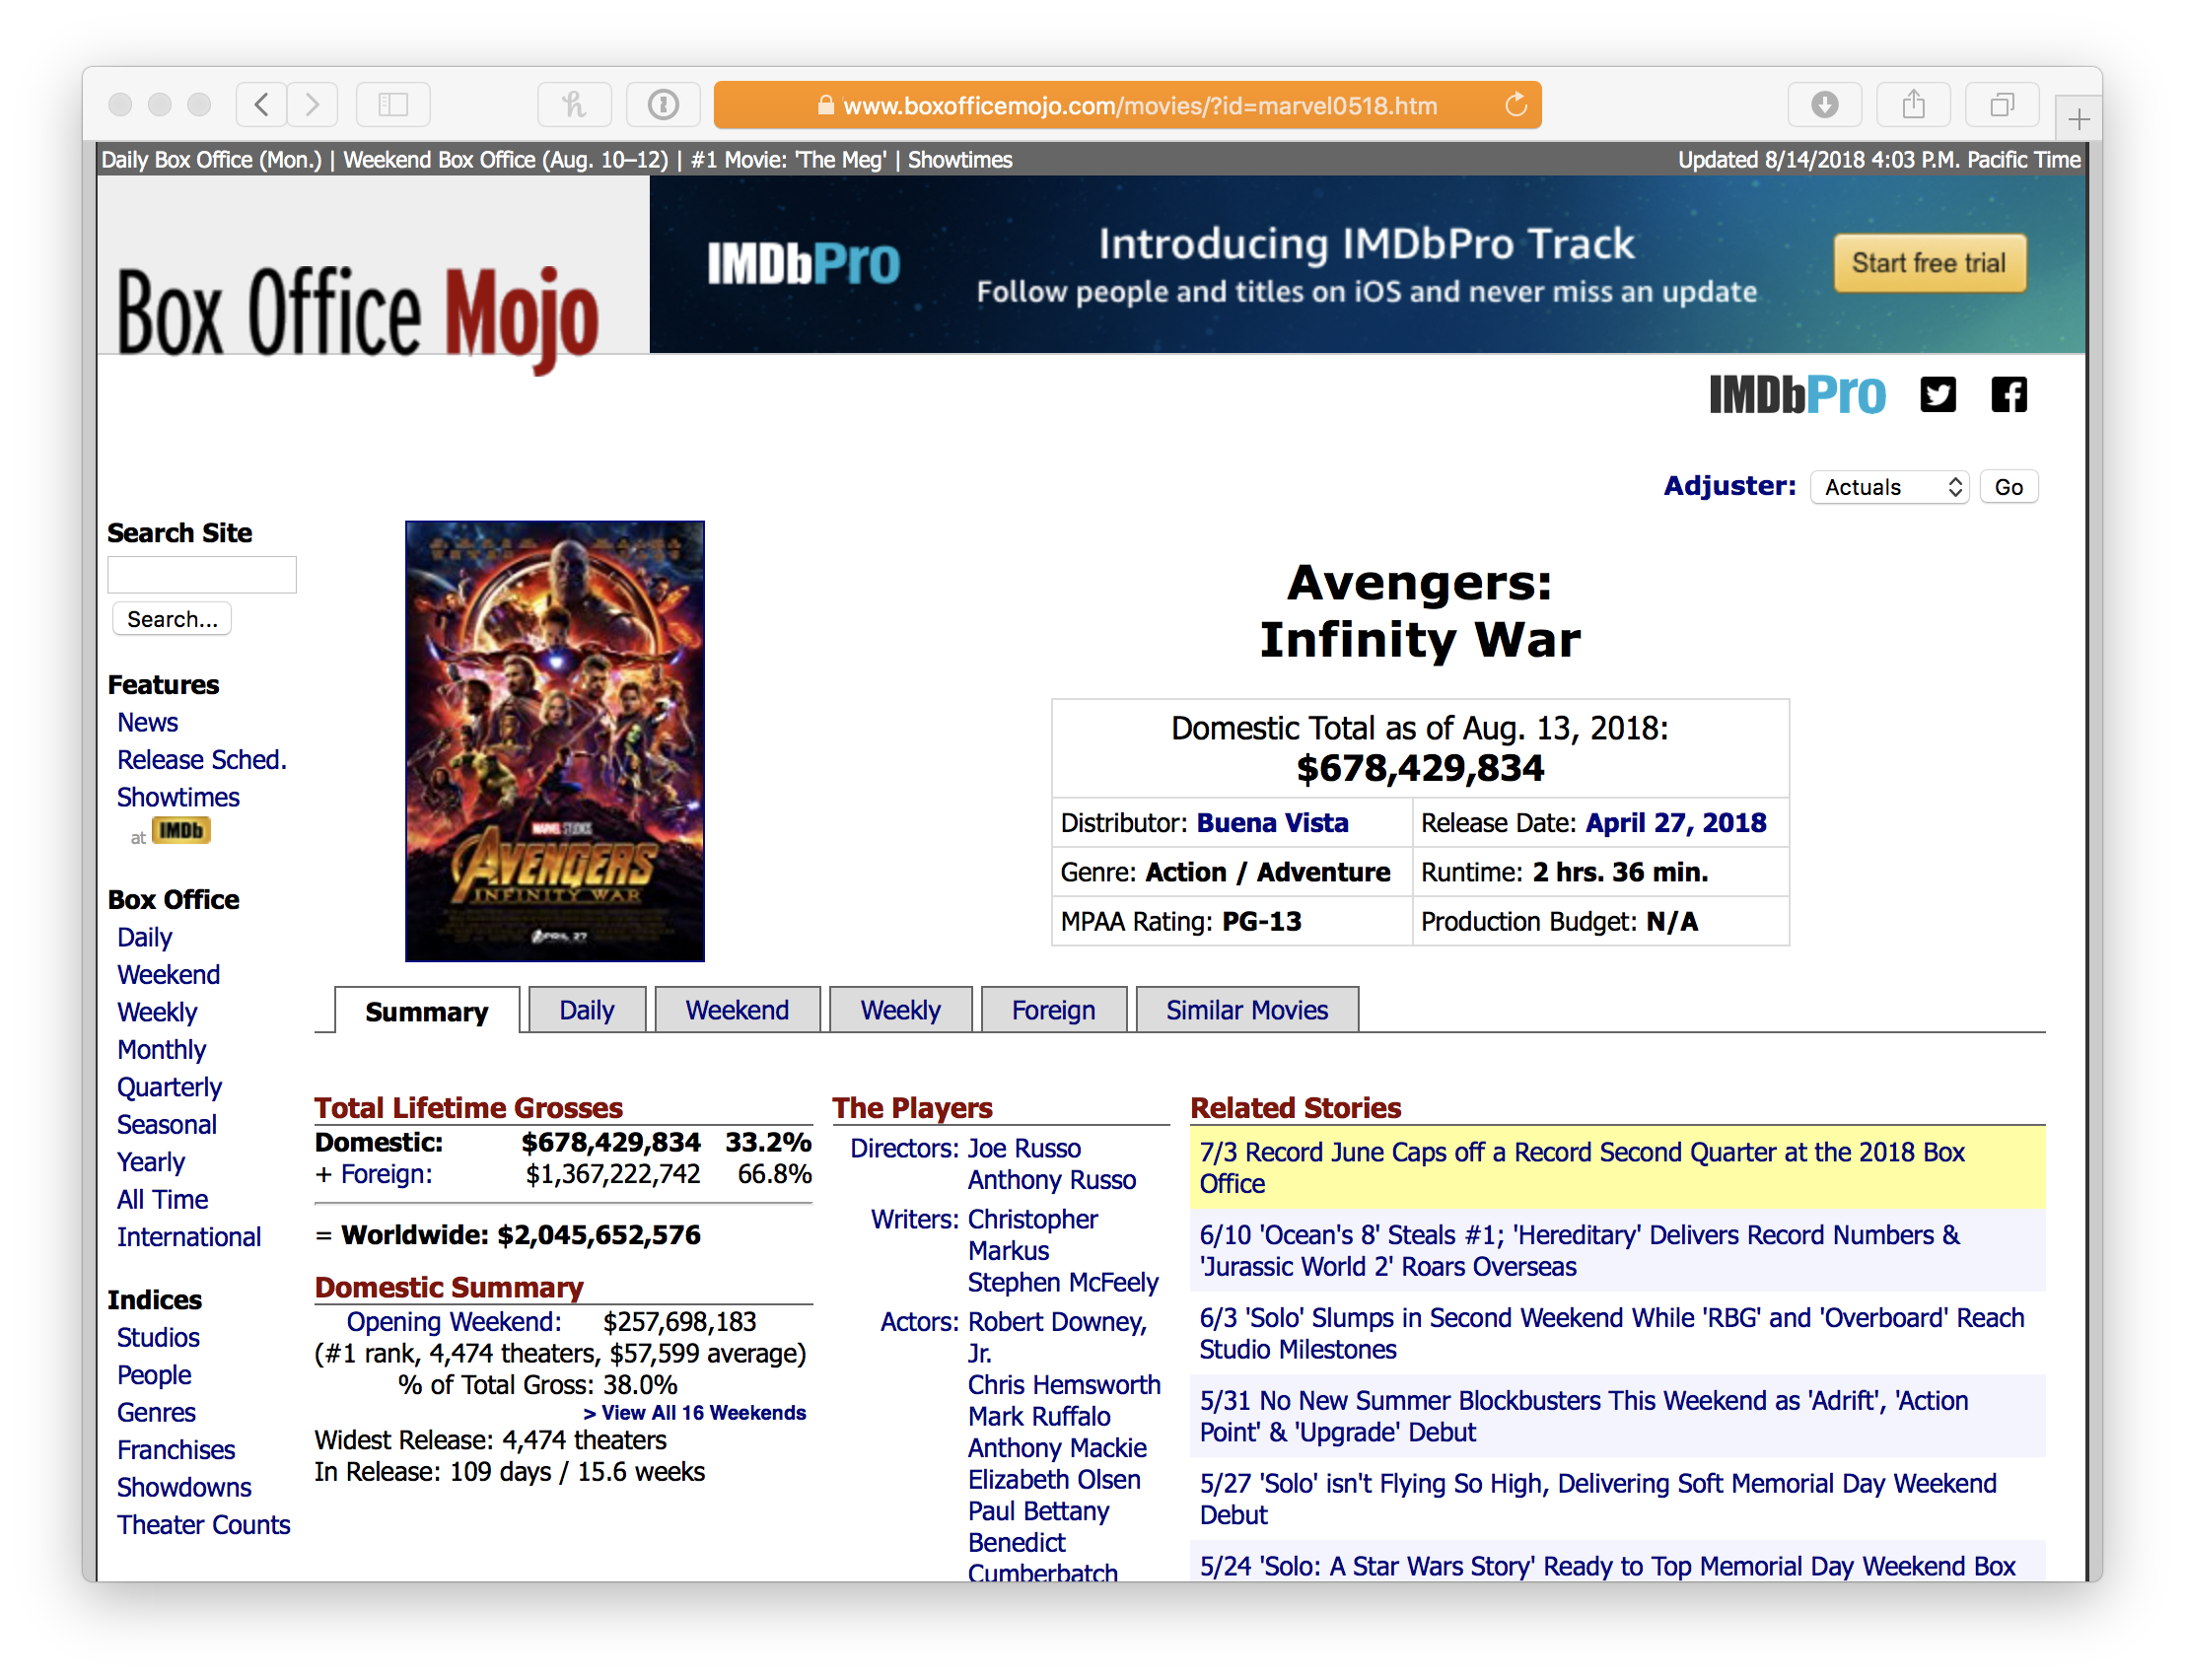 www.boxofficemojo.com/movies/?id=marvel0518.htm
Daily Box Office (Mon.) | Weekend Box Office (Aug. 10–12) | #1 Movie: 'The Meg' | Showtimes
Updated 8/14/2018 4:03 P.M. Pacific Time
Box Office Mojo
IMDbPro
Introducing IMDbPro Track
Follow people and titles on iOS and never miss an update
Start free trial
IMDbPro
Adjuster: Actuals Go
Search Site
Search...
Features
News
Release Sched.
Showtimes
at IMDb
Box Office
Daily
Weekend
Weekly
Monthly
Quarterly
Seasonal
Yearly
All Time
International
Indices
Studios
People
Genres
Franchises
Showdowns
Theater Counts
MARVEL STUDIOS
AVENGERS
INFINITY WAR
APRIL 27
Avengers:
Infinity War
Domestic Total as of Aug. 13, 2018:
$678,429,834
Distributor: Buena Vista
Release Date: April 27, 2018
Genre: Action / Adventure
Runtime: 2 hrs. 36 min.
MPAA Rating: PG-13
Production Budget: N/A
Summary
Daily
Weekend
Weekly
Foreign
Similar Movies
Total Lifetime Grosses
Domestic: $678,429,834 33.2%
+ Foreign: $1,367,222,742 66.8%
= Worldwide: $2,045,652,576
Domestic Summary
Opening Weekend: $257,698,183
(#1 rank, 4,474 theaters, $57,599 average)
% of Total Gross: 38.0%
> View All 16 Weekends
Widest Release: 4,474 theaters
In Release: 109 days / 15.6 weeks
The Players
Directors: Joe Russo
Anthony Russo
Writers: Christopher
Markus
Stephen McFeely
Actors: Robert Downey,
Jr.
Chris Hemsworth
Mark Ruffalo
Anthony Mackie
Elizabeth Olsen
Paul Bettany
Benedict
Cumberbatch
Related Stories
7/3 Record June Caps off a Record Second Quarter at the 2018 Box
Office
6/10 'Ocean's 8' Steals #1; 'Hereditary' Delivers Record Numbers &
'Jurassic World 2' Roars Overseas
6/3 'Solo' Slumps in Second Weekend While 'RBG' and 'Overboard' Reach
Studio Milestones
5/31 No New Summer Blockbusters This Weekend as 'Adrift', 'Action
Point' & 'Upgrade' Debut
5/27 'Solo' isn't Flying So High, Delivering Soft Memorial Day Weekend
Debut
5/24 'Solo: A Star Wars Story' Ready to Top Memorial Day Weekend Box